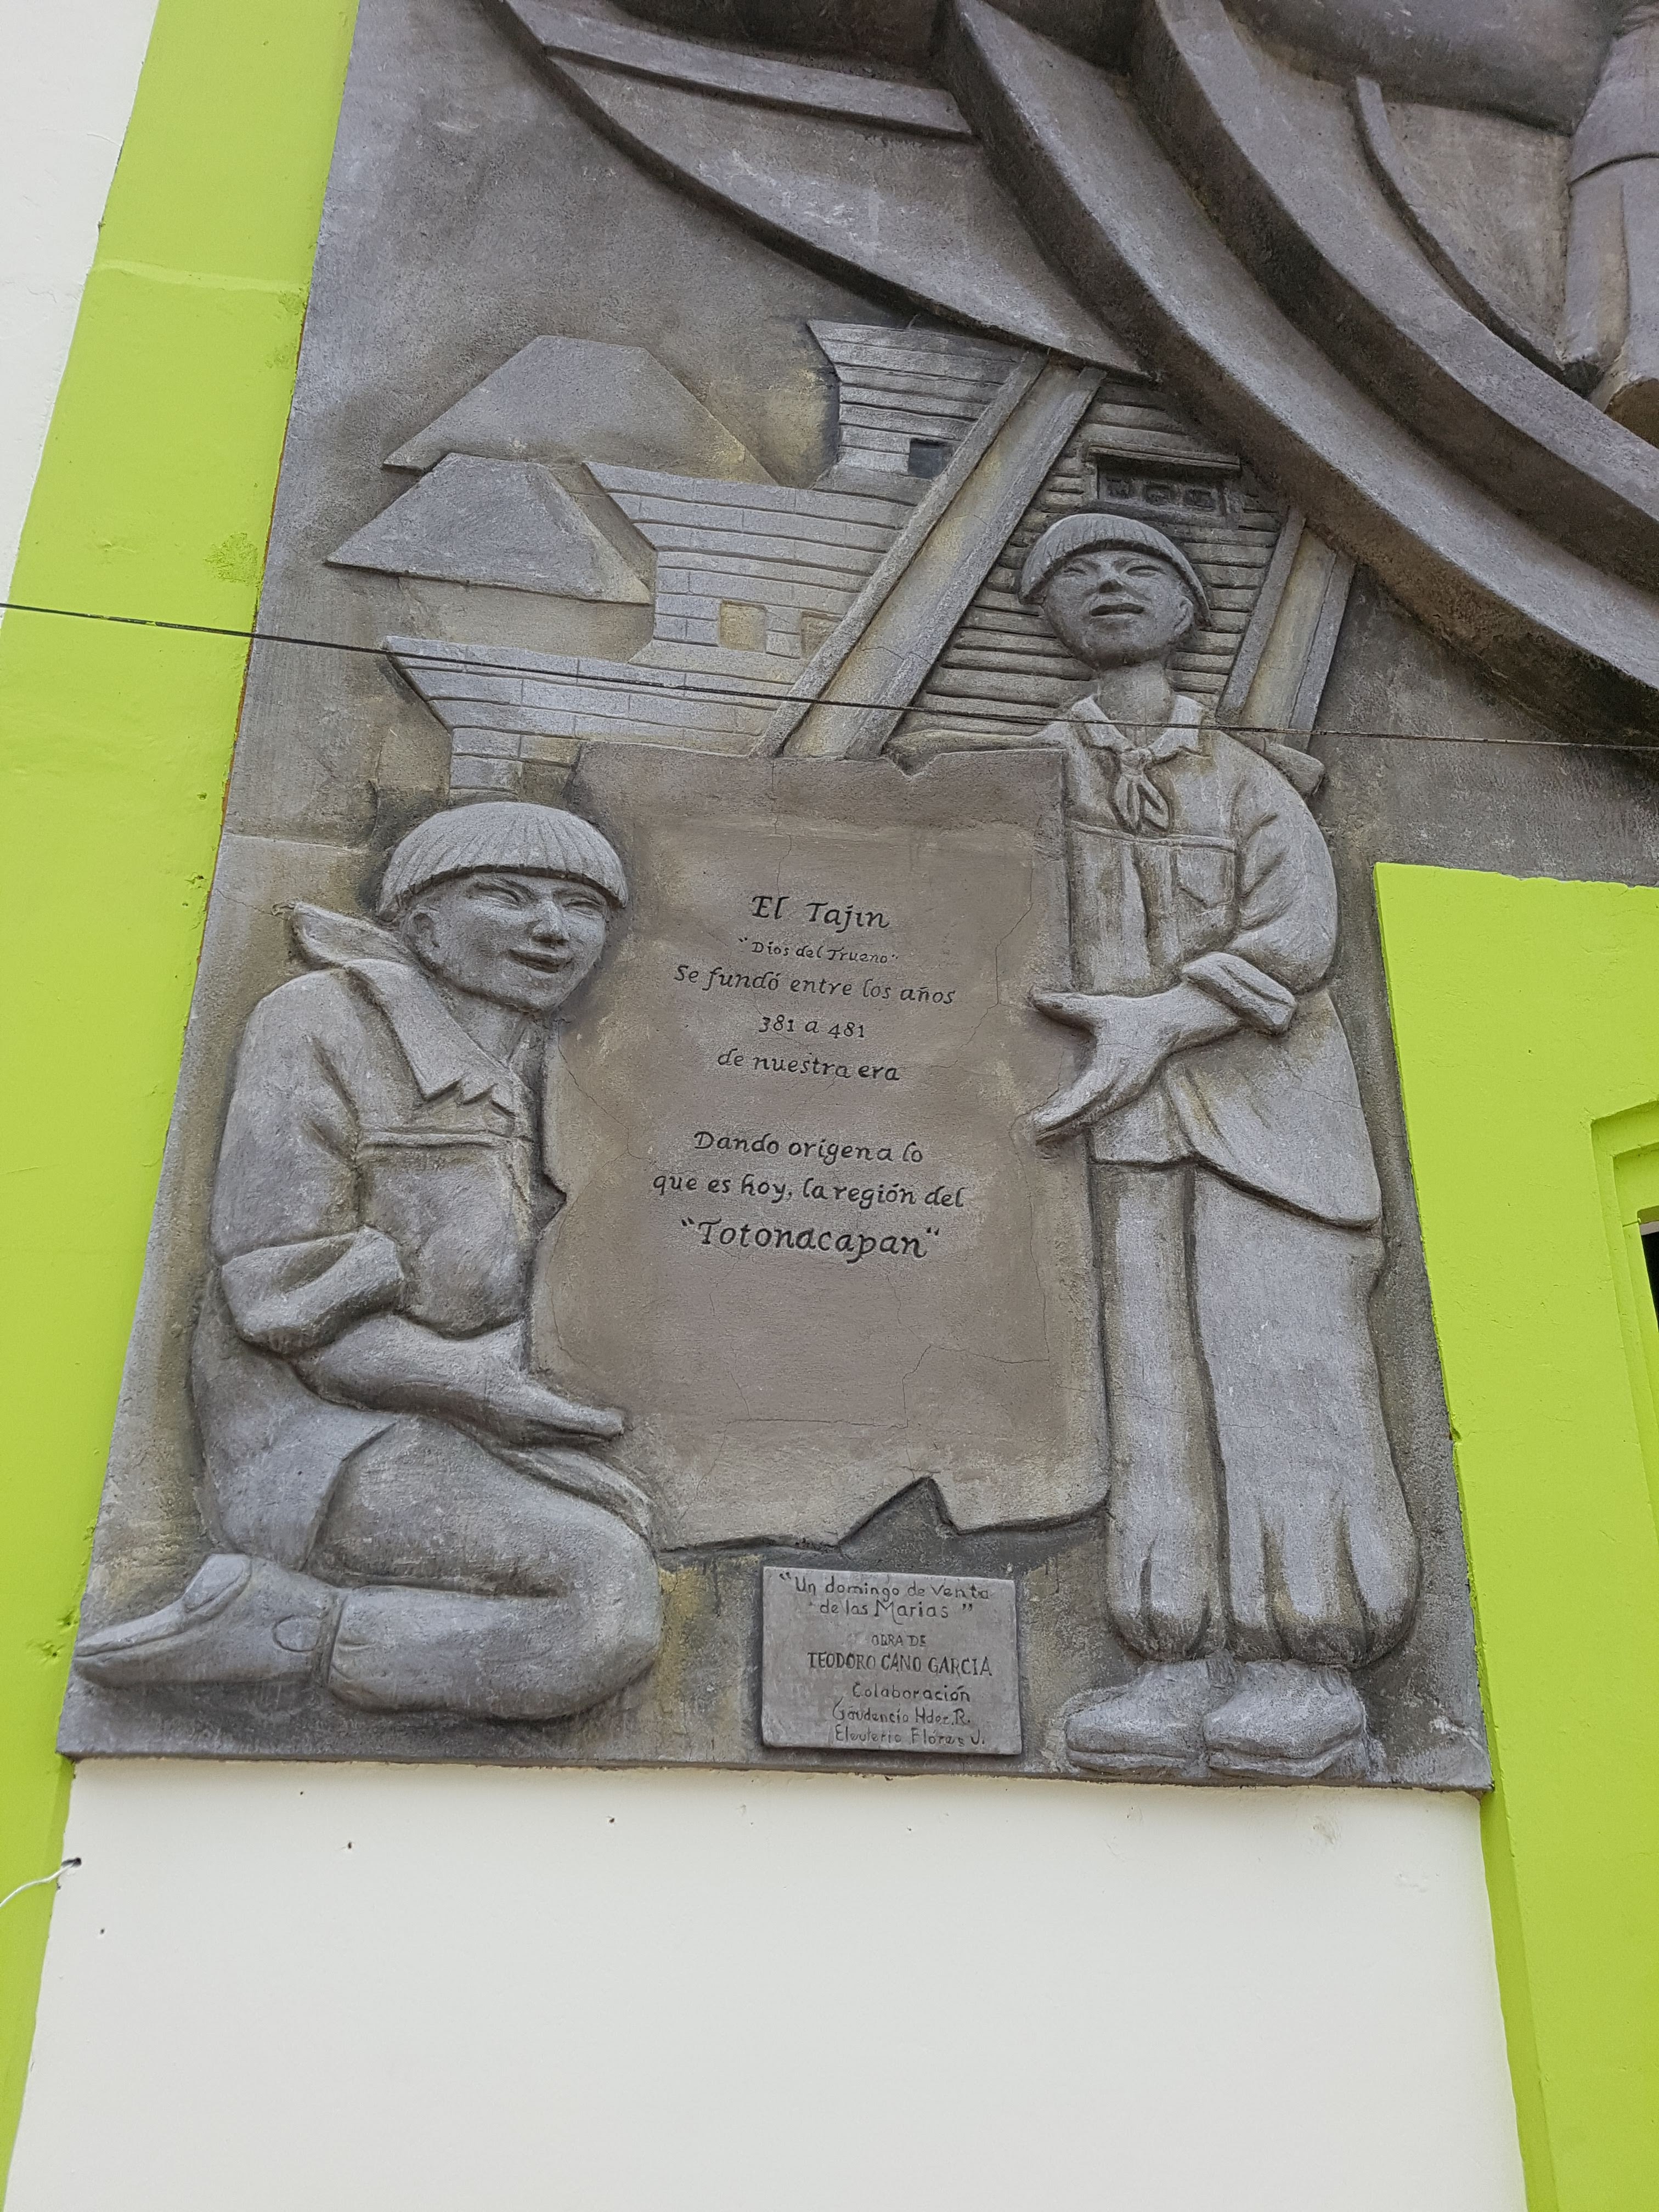 El Tajin
"Dios del Trueno"
Se fundó entre los años
381 a 481
de nuestra era
Dando origen a lo
que es hoy, la región del
"Totonacapan"
"Un domingo de Venta
de las Marias"
OBRA DE
TEODORO CANO GARCIA
Colaboración
Gaudencio Hdez. R.
Eleuterio Flóres J.